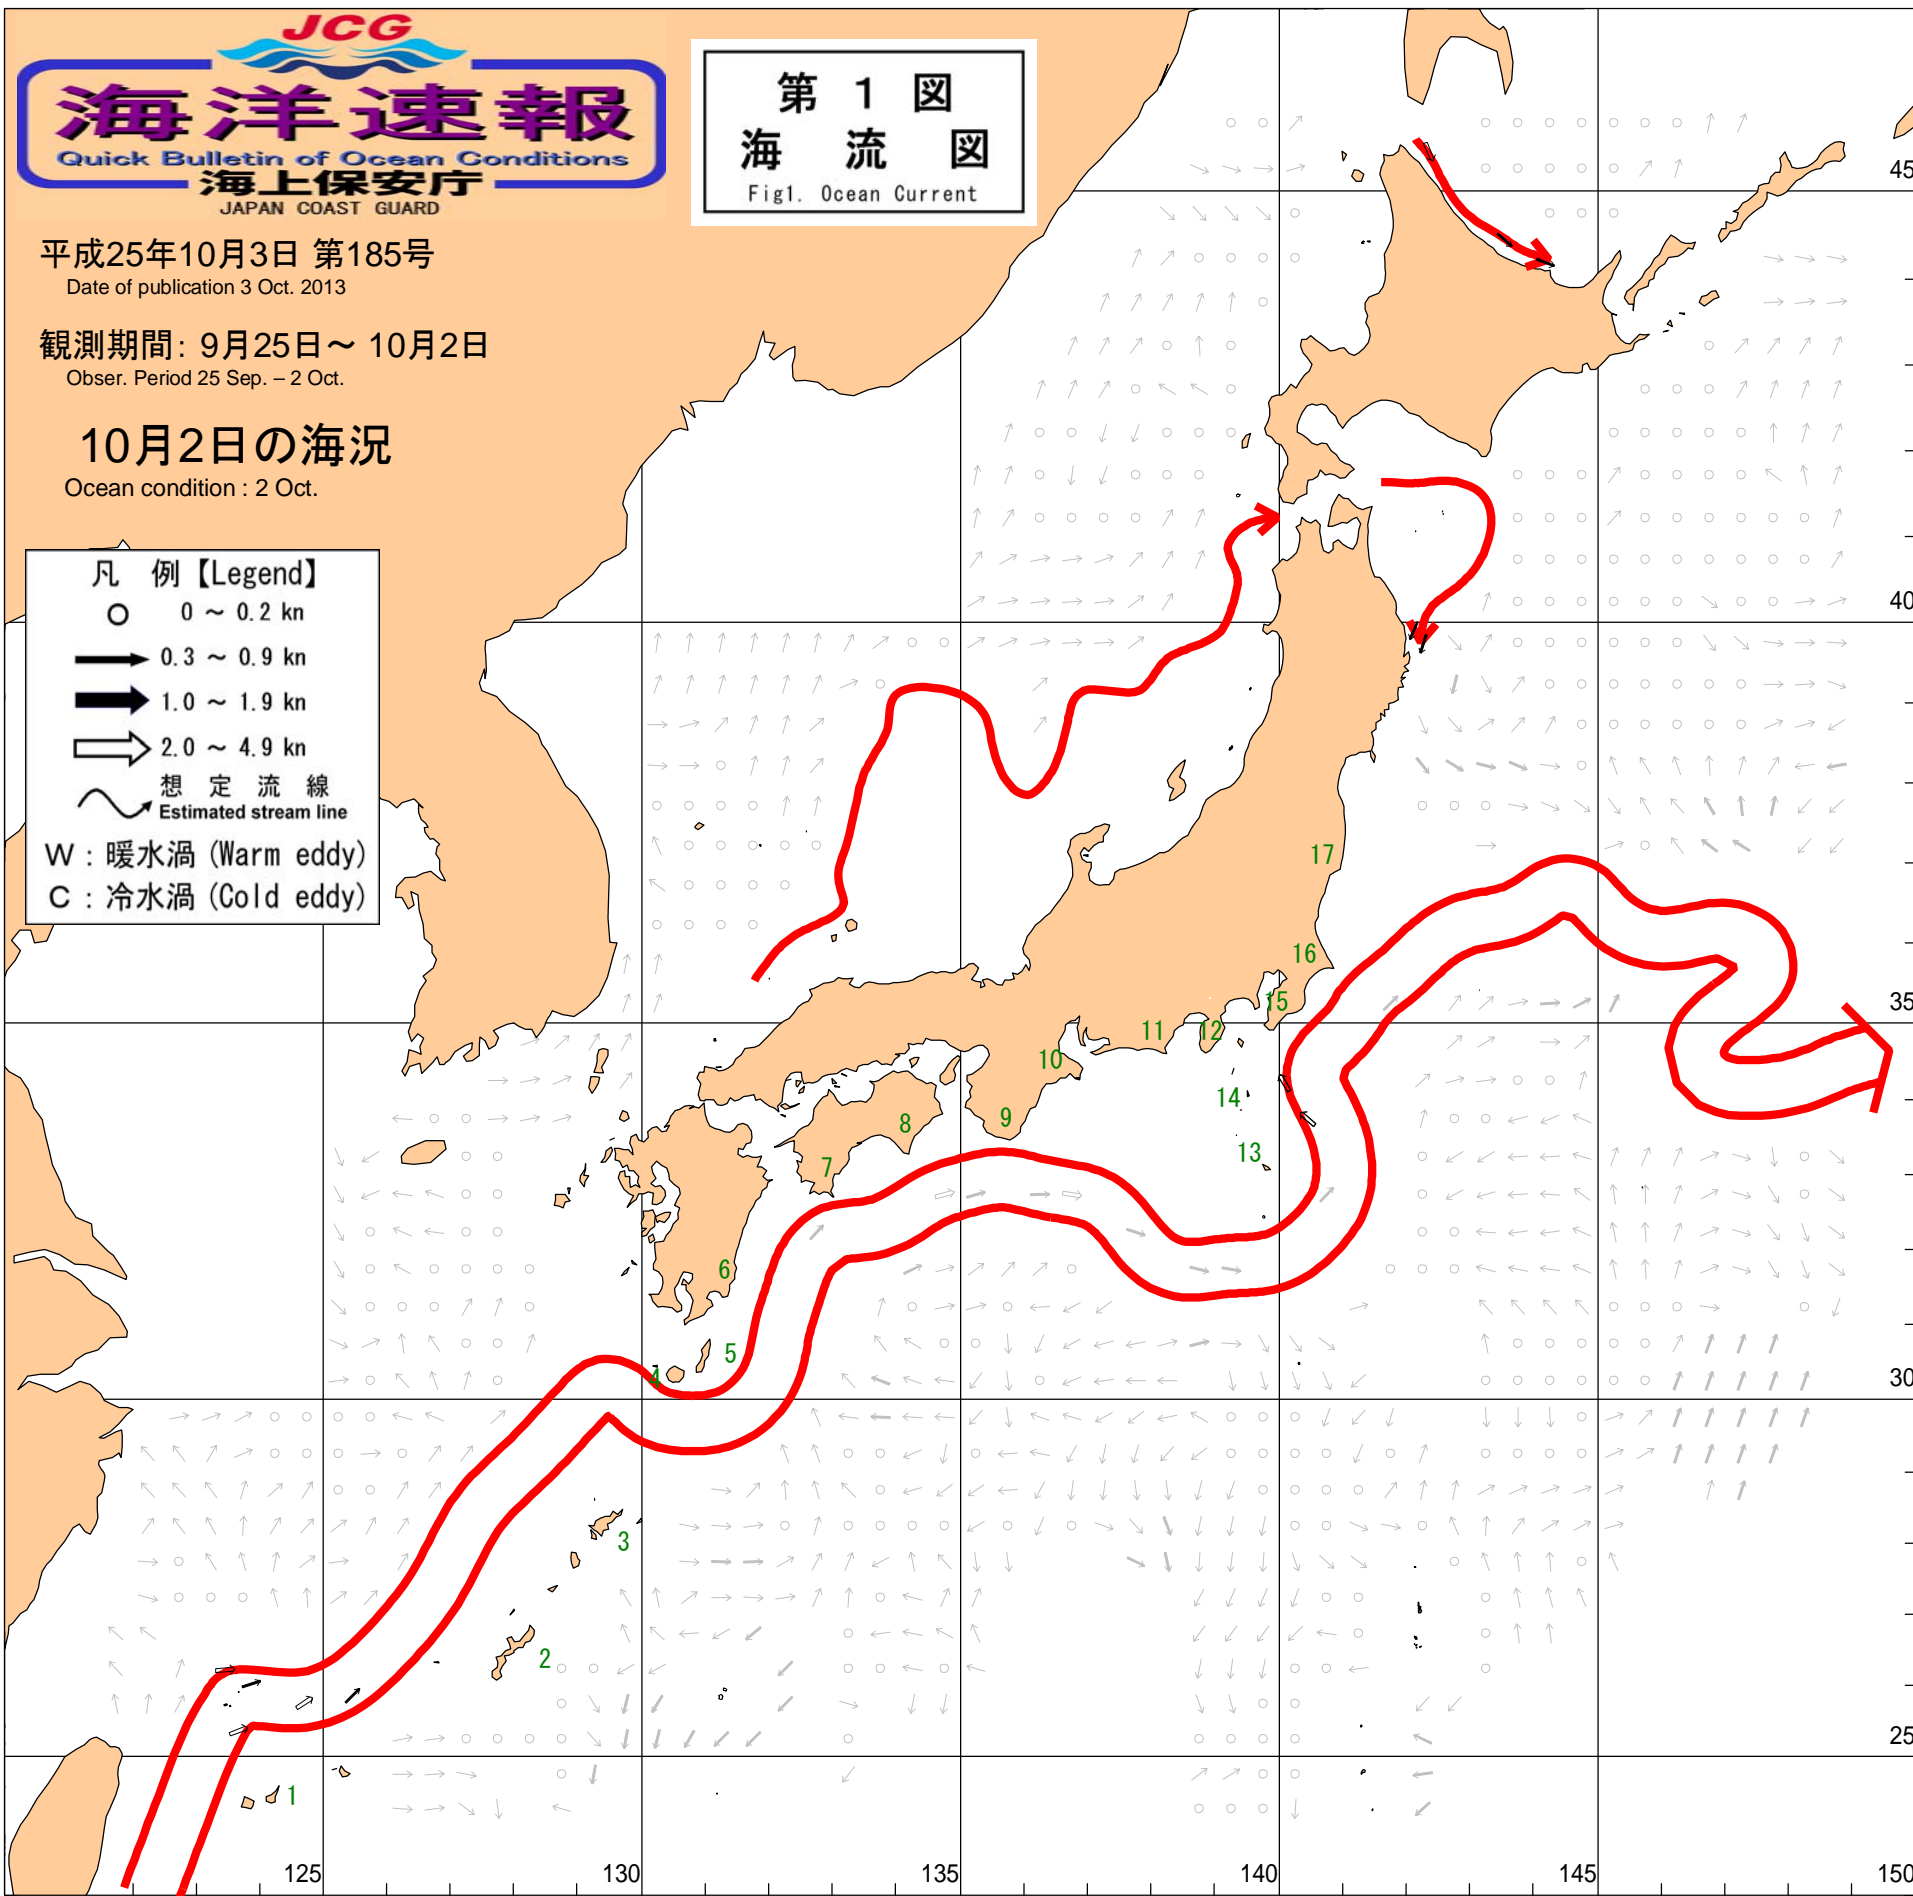 JCG
海洋速報
Quick Bulletin of Ocean Conditions
海上保安庁
JAPAN COAST GUARD
第 1 図
海 流 図
Fig1. Ocean Current
平成25年10月3日 第185号
Date of publication 3 Oct. 2013
観測期間: 9月25日～ 10月2日
Obser. Period 25 Sep. – 2 Oct.
10月2日の海況
Ocean condition : 2 Oct.
凡 例【Legend】
0 ～ 0.2 kn
0.3 ～ 0.9 kn
1.0 ～ 1.9 kn
2.0 ～ 4.9 kn
想 定 流 線
Estimated stream line
W : 暖水渦 (Warm eddy)
C : 冷水渦 (Cold eddy)
45
40
17
16
35
15
12
11
10
14
9
8
13
7
6
5
4
30
3
2
25
1
125
130
135
140
145
150